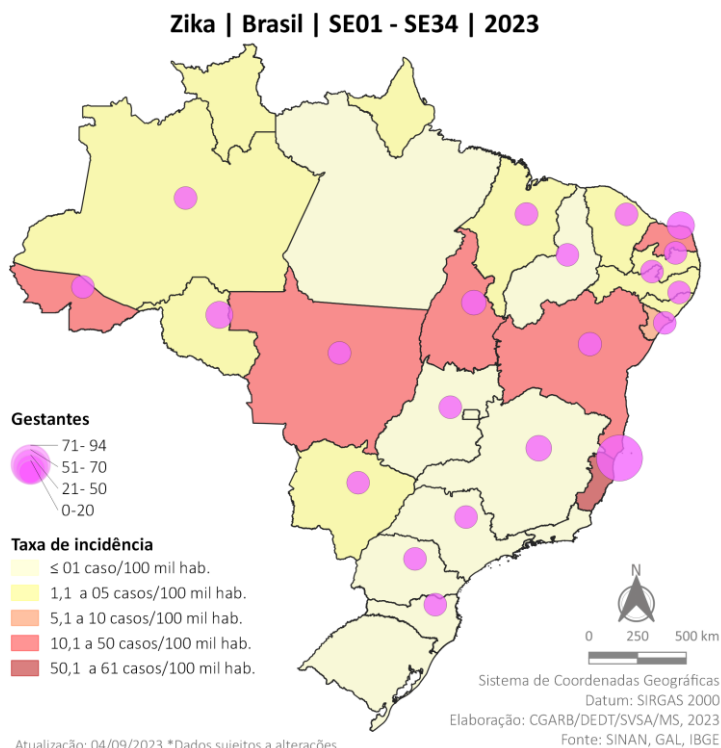 Zika | Brasil | SE01 - SE34 | 2023
Gestantes
71- 94
51- 70
21- 50
0-20
Taxa de incidência
≤ 01 caso/100 mil hab.
1,1 a 05 casos/100 mil hab.
5,1 a 10 casos/100 mil hab.
10,1 a 50 casos/100 mil hab.
50,1 a 61 casos/100 mil hab.
N
0 250 500 km
Sistema de Coordenadas Geográficas
Datum: SIRGAS 2000
Elaboração: CGARB/DEDT/SVSA/MS, 2023
Fonte: SINAN, GAL, IBGE
Atualização: 04/09/2023 *Dados sujeitos a alterações